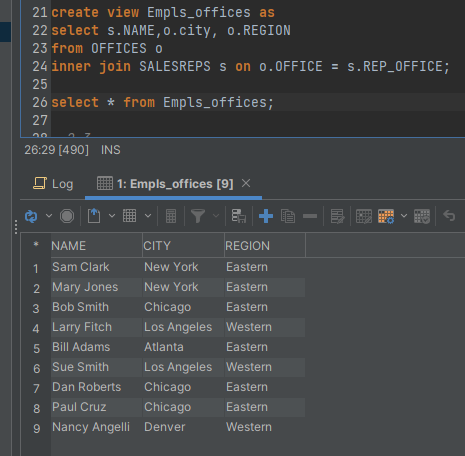 21 create view Empls_offices as
22 select s.NAME,o.city, o.REGION
23 from OFFICES o
24 inner join SALESREPS s on o.OFFICE = s.REP_OFFICE;
25
26 select * from Empls_offices;
27
26:29 [490] INS
Log 1: Empls_offices [9]
* NAME CITY REGION
1 Sam Clark New York Eastern
2 Mary Jones New York Eastern
3 Bob Smith Chicago Eastern
4 Larry Fitch Los Angeles Western
5 Bill Adams Atlanta Eastern
6 Sue Smith Los Angeles Western
7 Dan Roberts Chicago Eastern
8 Paul Cruz Chicago Eastern
9 Nancy Angelli Denver Western